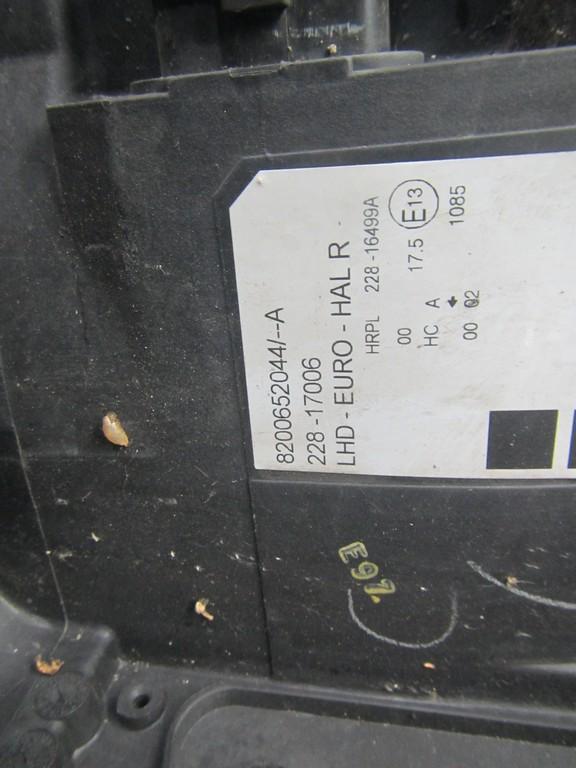 8200652044/--A
228-17006
LHD - EURO - HAL R
HRPL 228-16499A
00 17.5 E13
HC A
00 02 1085
E97